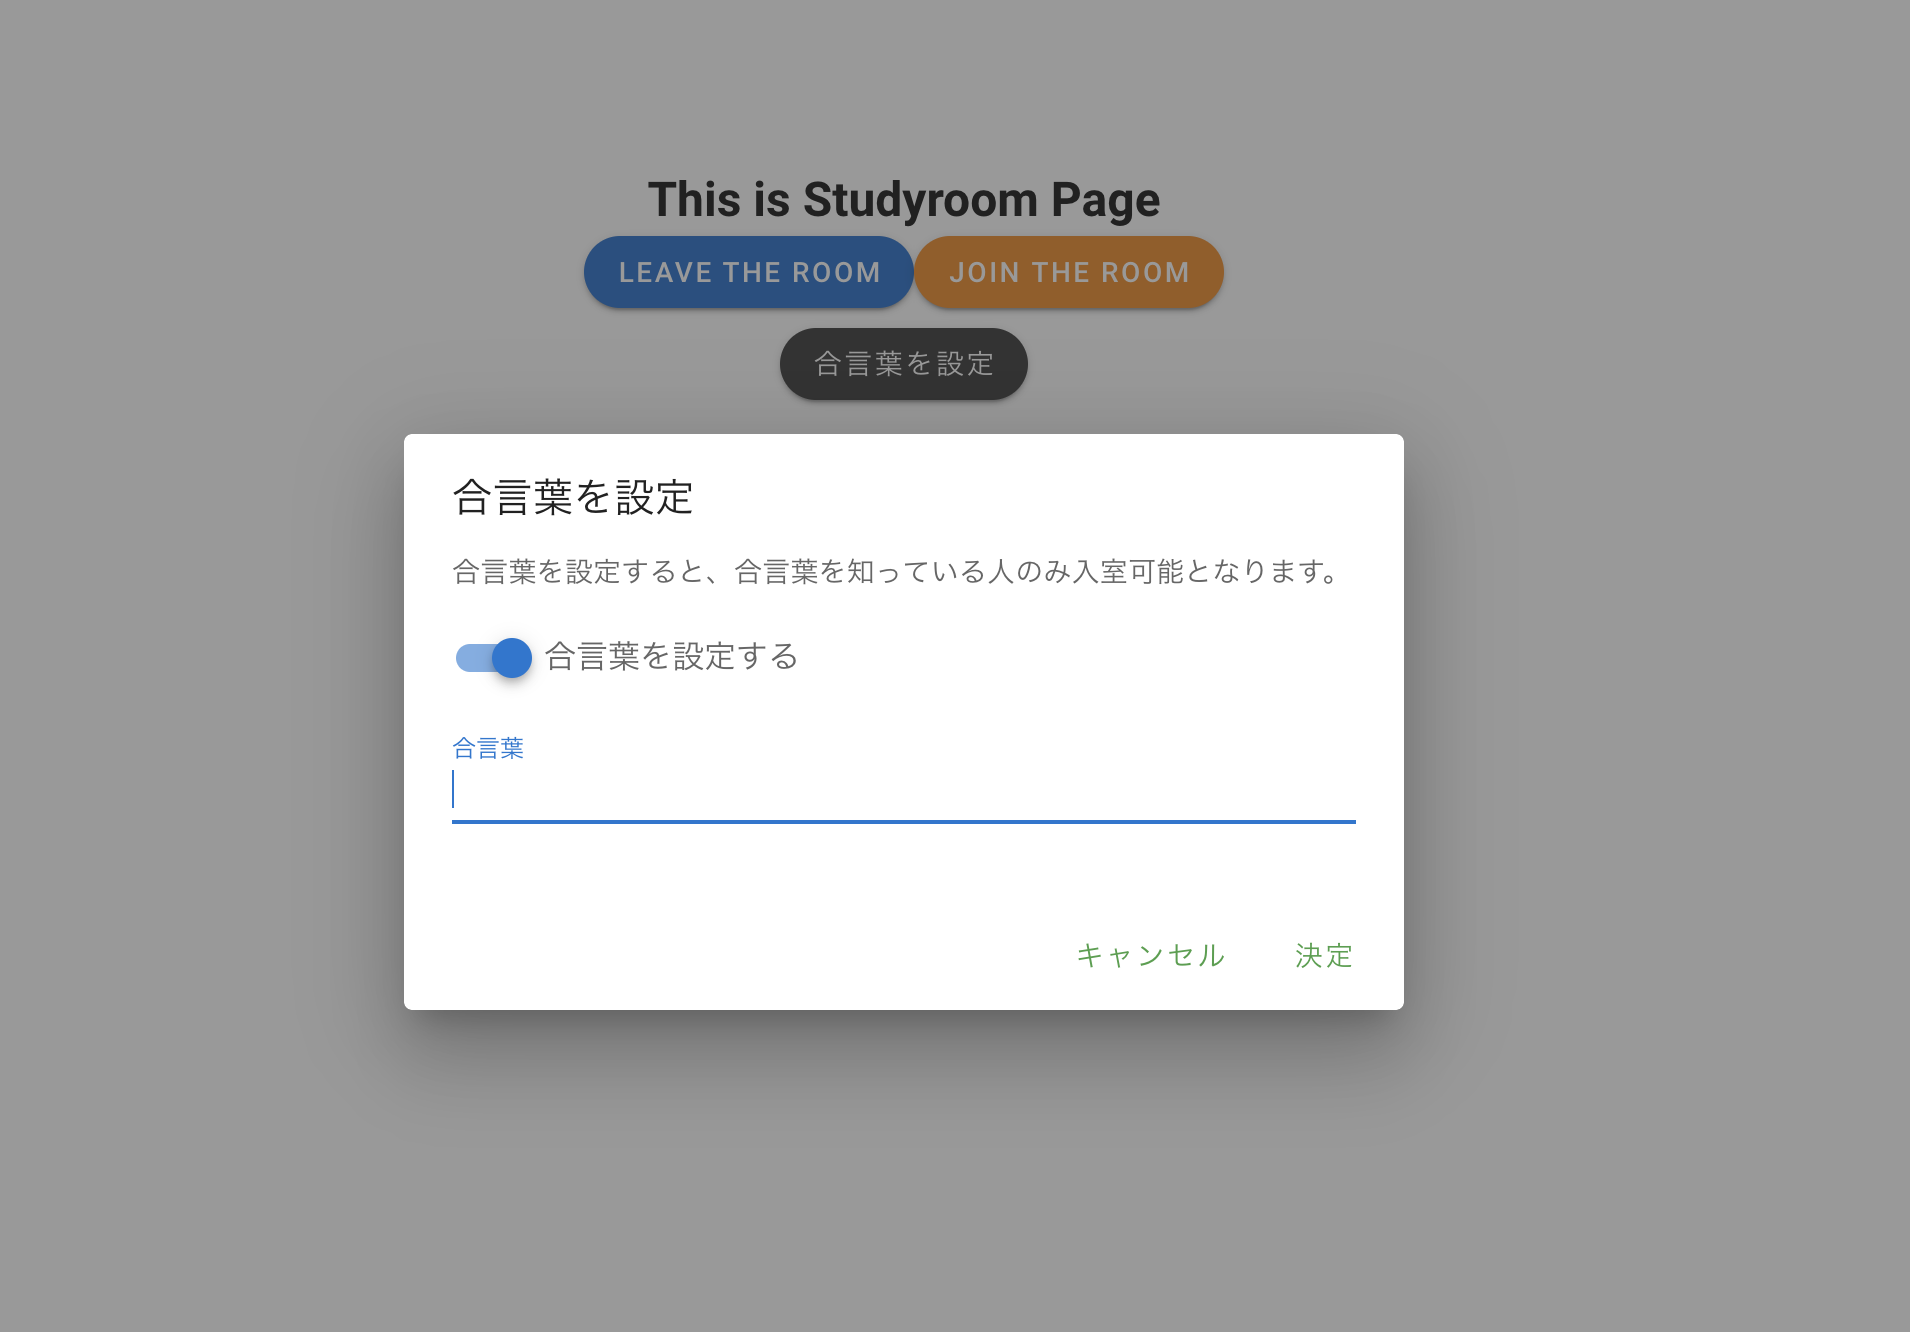 This is Studyroom Page
LEAVE THE ROOM JOIN THE ROOM
合言葉を設定
合言葉を設定
合言葉を設定すると、合言葉を知っている人のみ入室可能となります。
合言葉を設定する
合言葉
キャンセル 決定